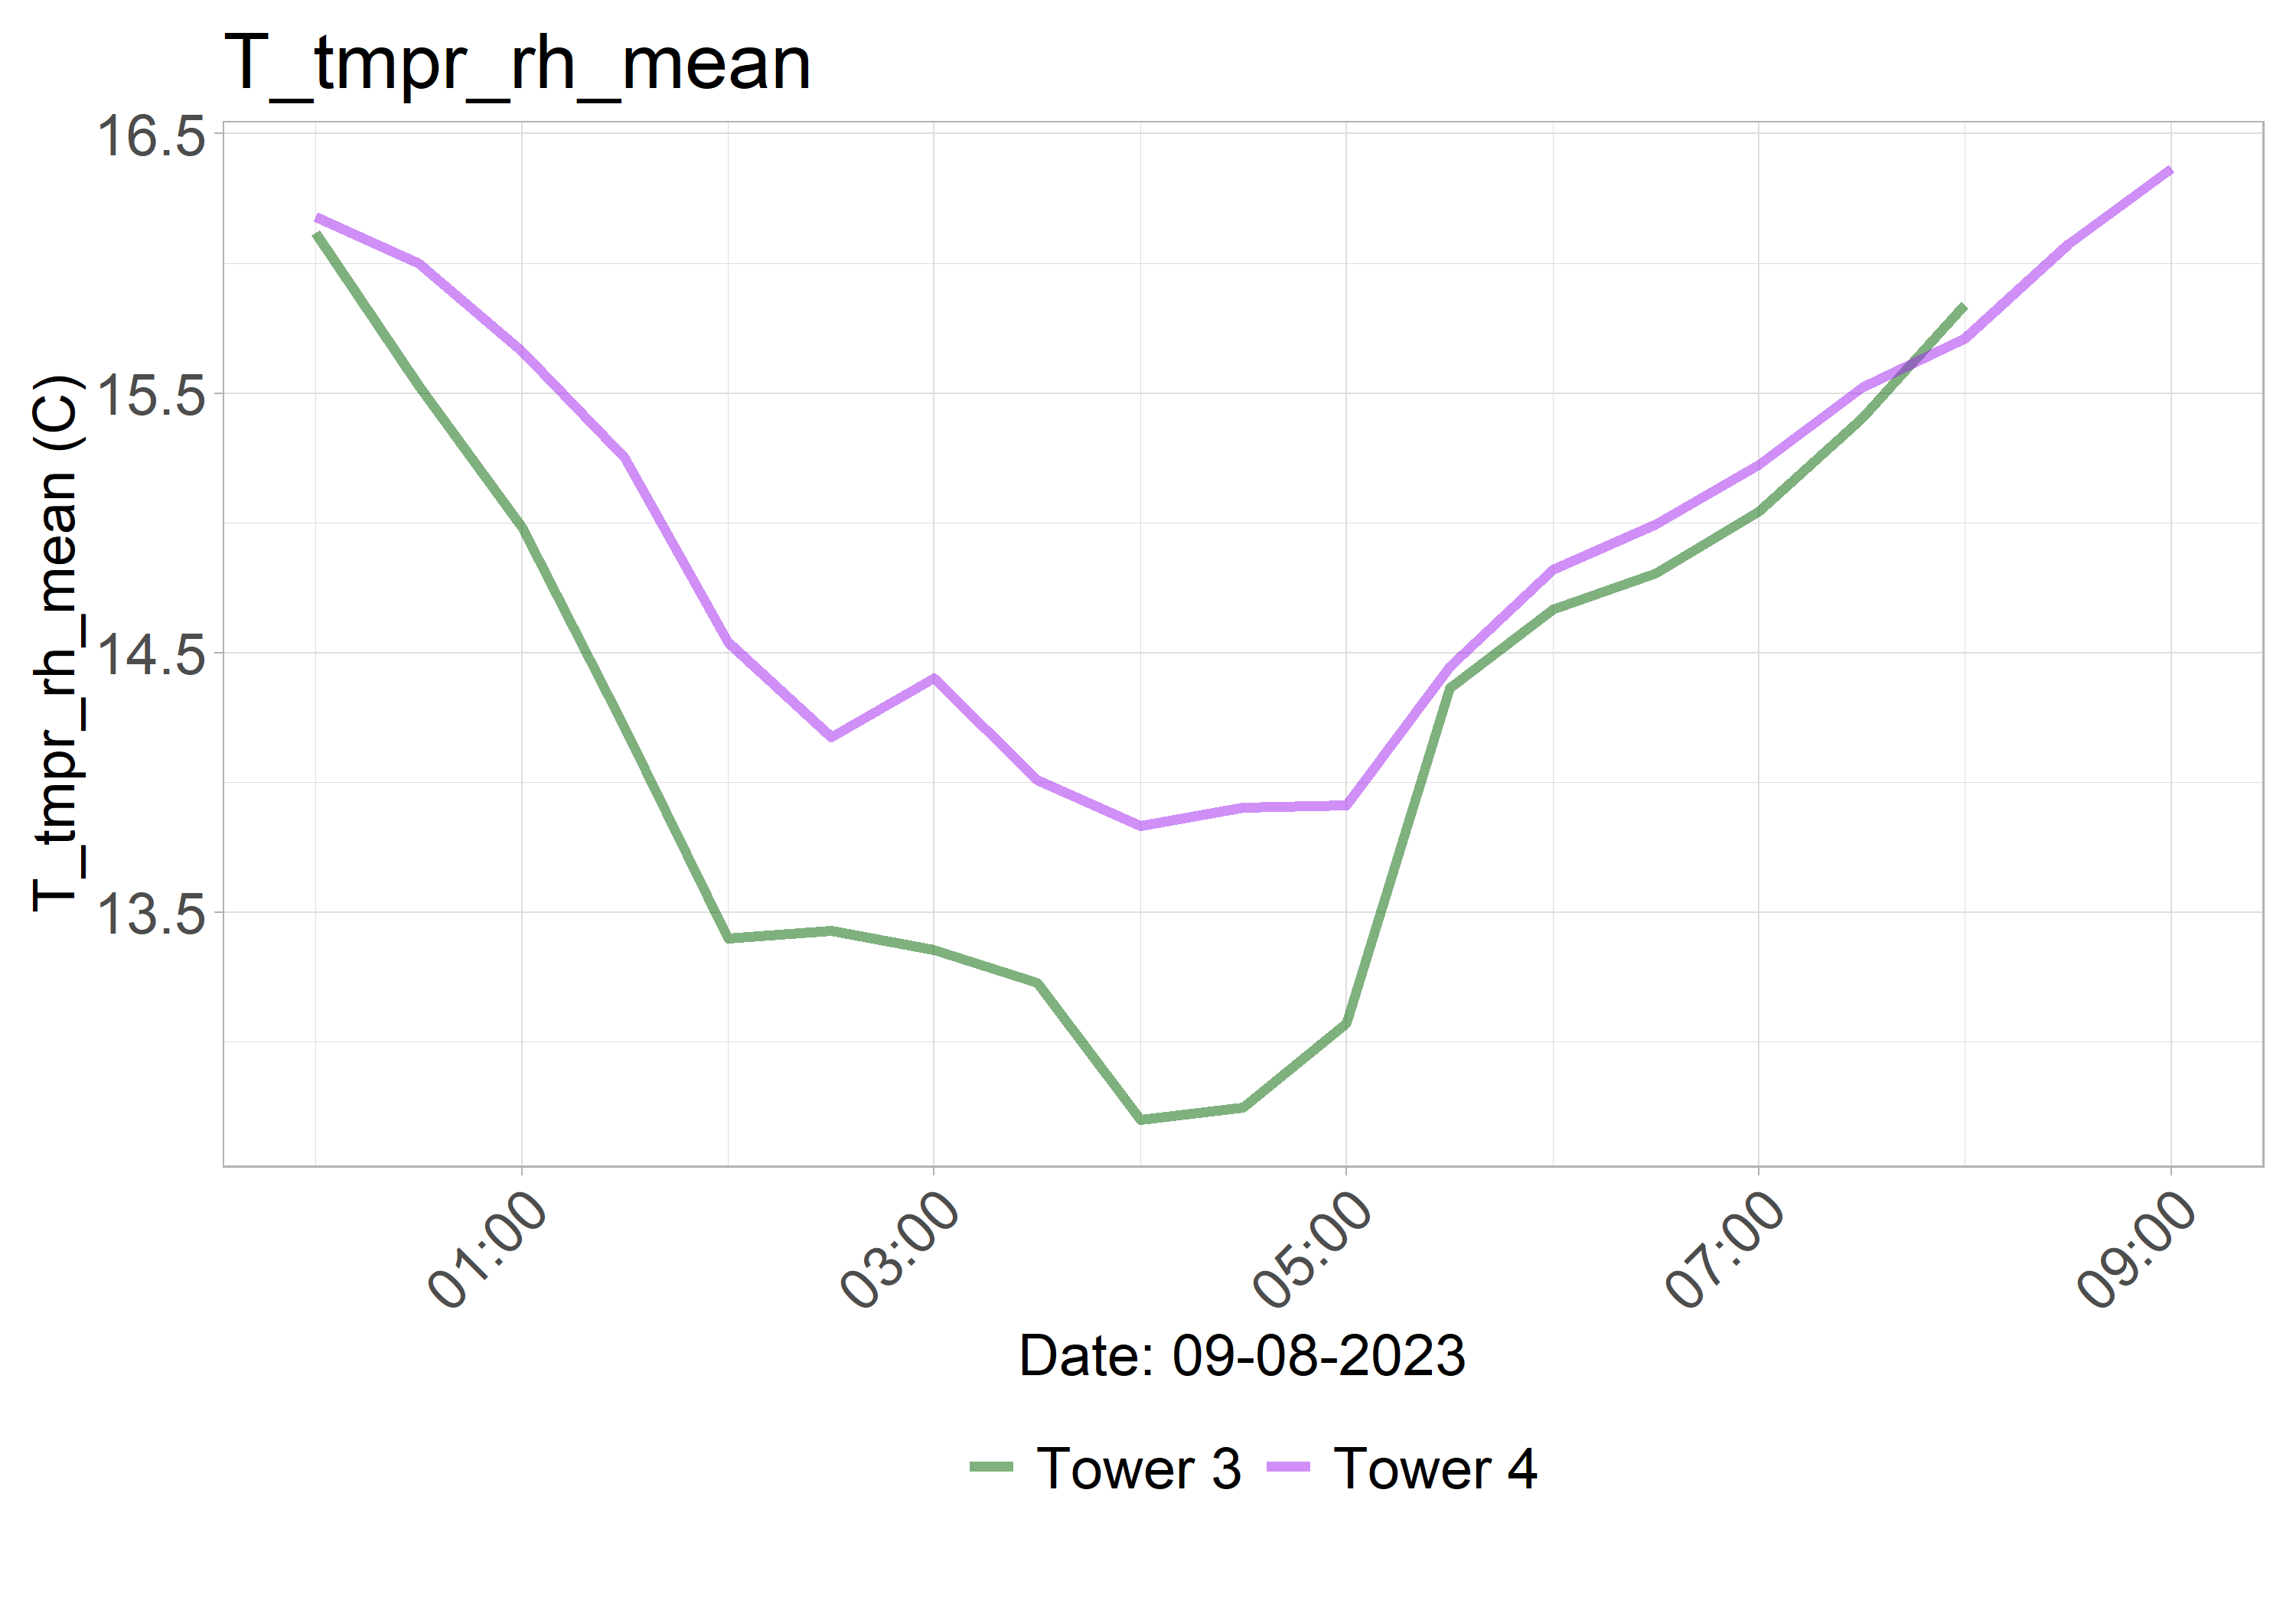 T_tmpr_rh_mean
T_tmpr_rh_mean (C)
16.5
15.5
14.5
13.5
01:00
03:00
05:00
07:00
09:00
Date: 09-08-2023
Tower 3
Tower 4